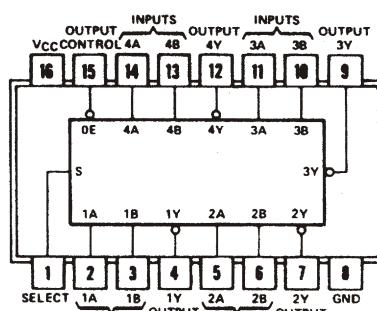 INPUTS INPUTS
OUTPUT OUTPUT OUTPUT
VCC CONTROL 4A 4B 4Y 3A 3B 3Y
16 15 14 13 12 11 10 9
OE 4A 4B 4Y 3A 3B
S 3Y
1A 1B 1Y 2A 2B 2Y
1 2 3 4 5 6 7 8
SELECT 1A 1B 1Y 2A 2B 2Y GND
OUTPUT OUTPUT